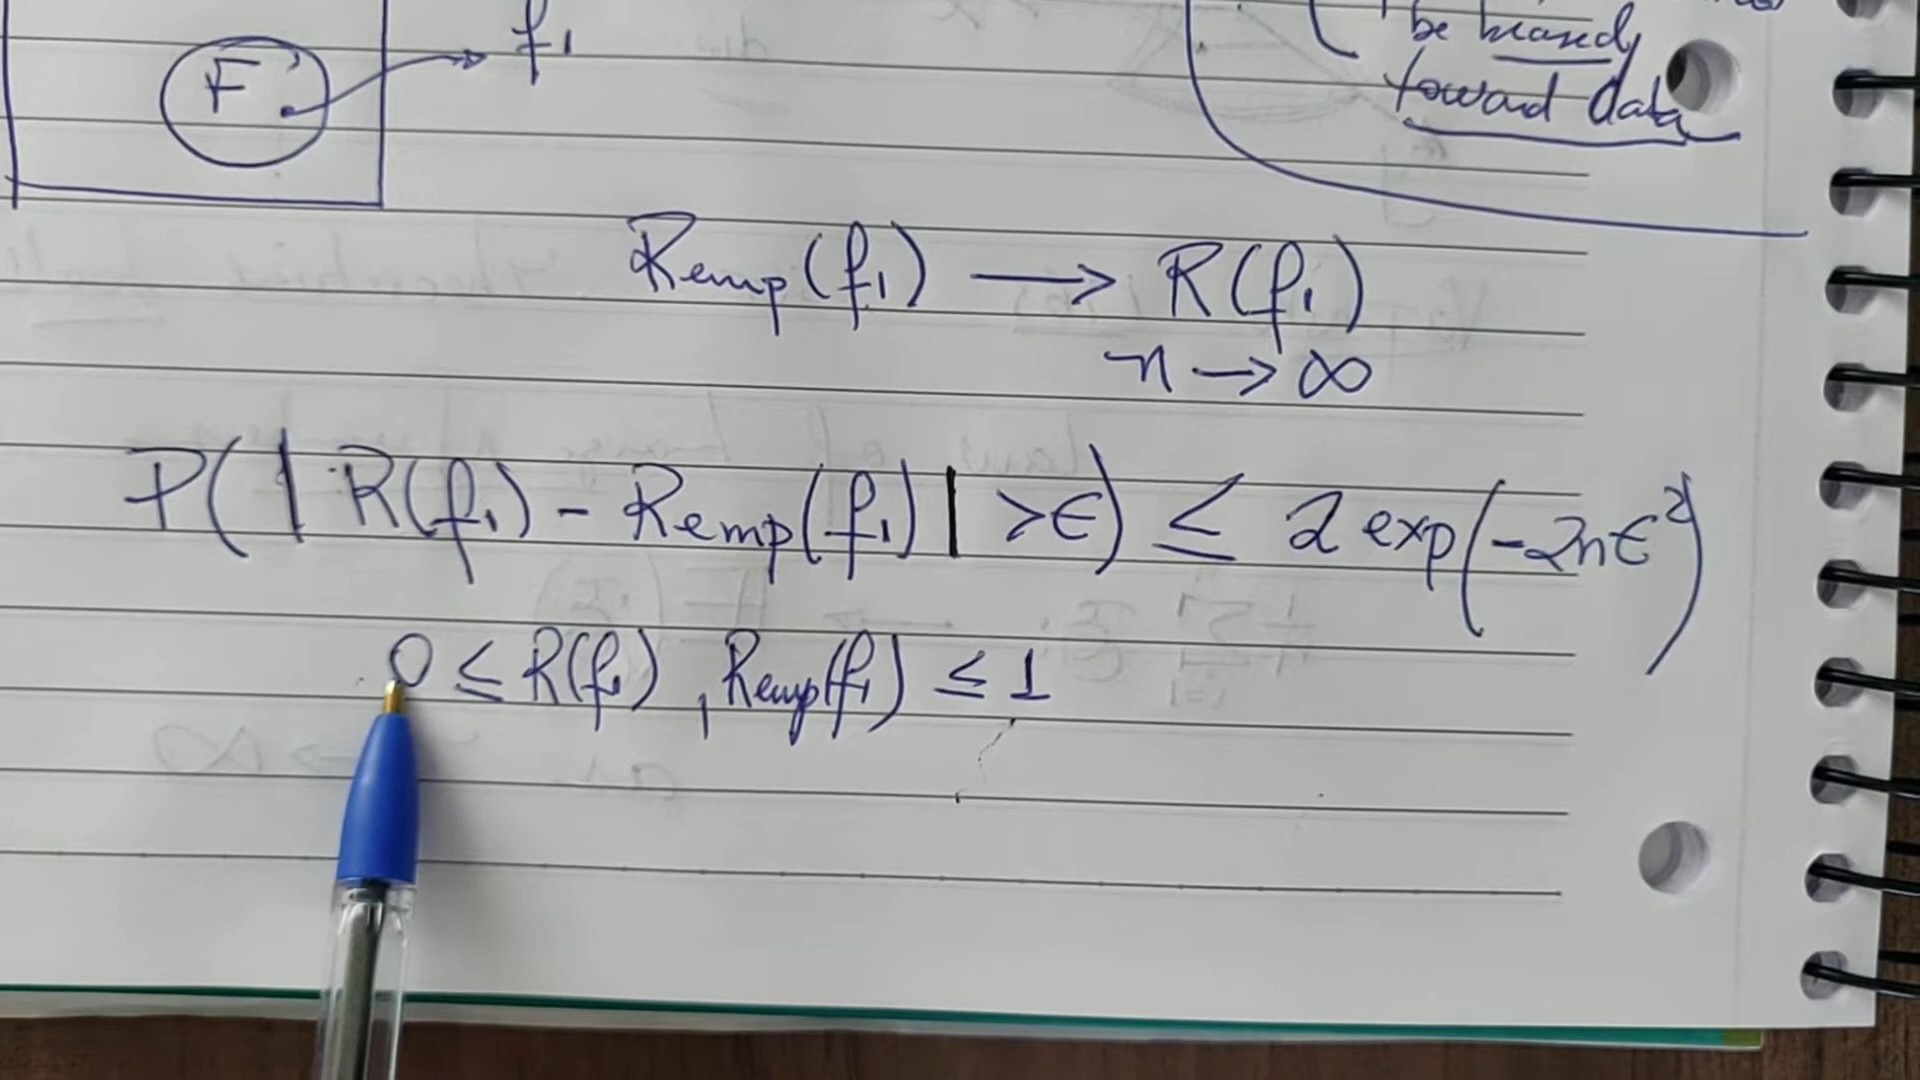 F
f₁
be biased
toward data
Remp(f₁) → R(f₁)
n → ∞
P(| R(f₁) - Remp(f₁) | > ϵ) ≤ 2 exp(-2nϵ²)
0 ≤ R(f₁) , Remp(f₁) ≤ 1